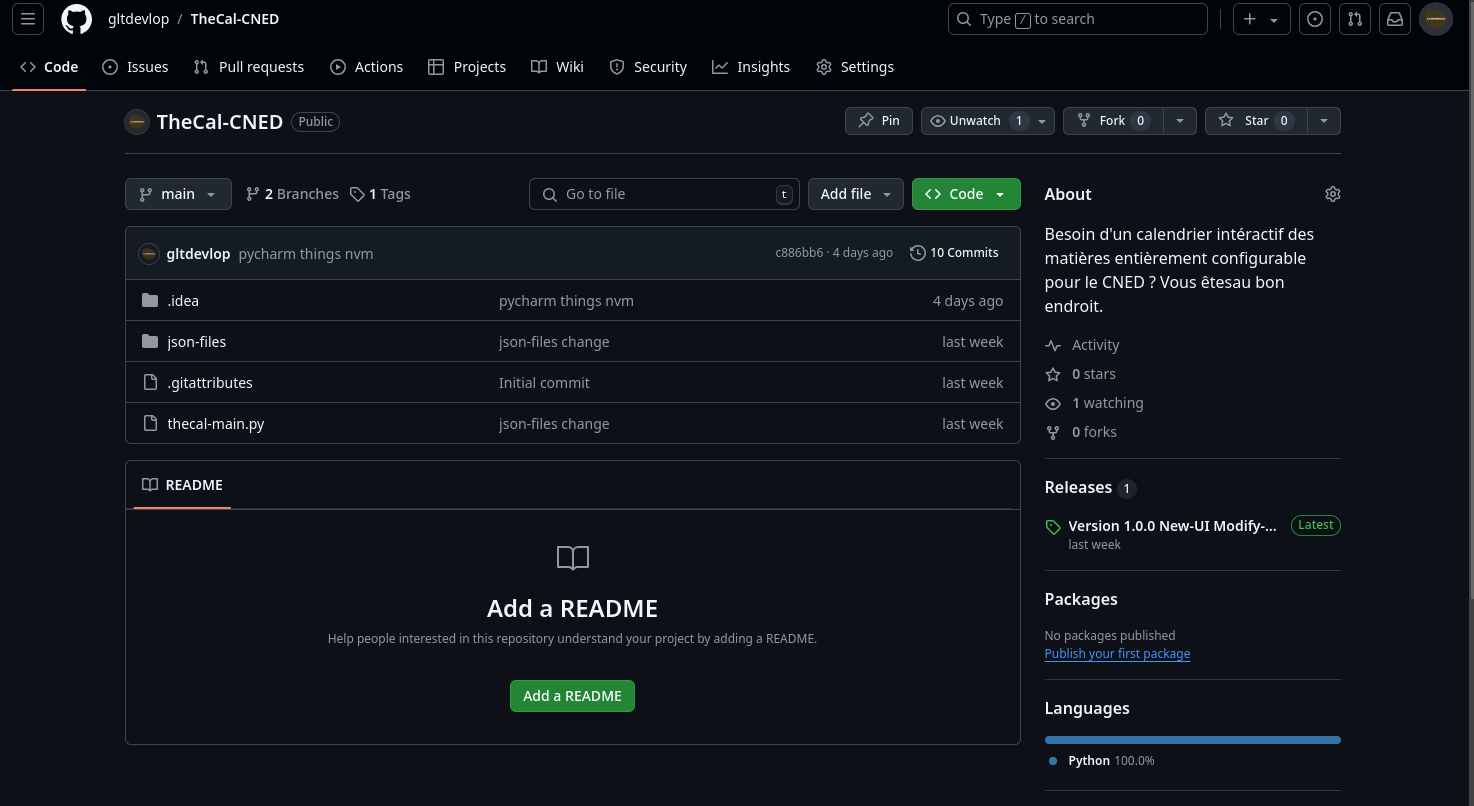 gltdevlop / TheCal-CNED
Type / to search
Code Issues Pull requests Actions Projects Wiki Security Insights Settings
TheCal-CNED Public
Pin Unwatch 1 Fork 0 Star 0
main 2 Branches 1 Tags
Go to file t
Add file Code
gltdevlop pycharm things nvm c886bb6 · 4 days ago 10 Commits
.idea pycharm things nvm 4 days ago
json-files json-files change last week
.gitattributes Initial commit last week
thecal-main.py json-files change last week
README
Add a README
Help people interested in this repository understand your project by adding a README.
Add a README
About
Besoin d'un calendrier intéractif des
matières entièrement configurable
pour le CNED ? Vous êtesau bon
endroit.
Activity
0 stars
1 watching
0 forks
Releases 1
Version 1.0.0 New-UI Modify-... Latest
last week
Packages
No packages published
Publish your first package
Languages
Python 100.0%